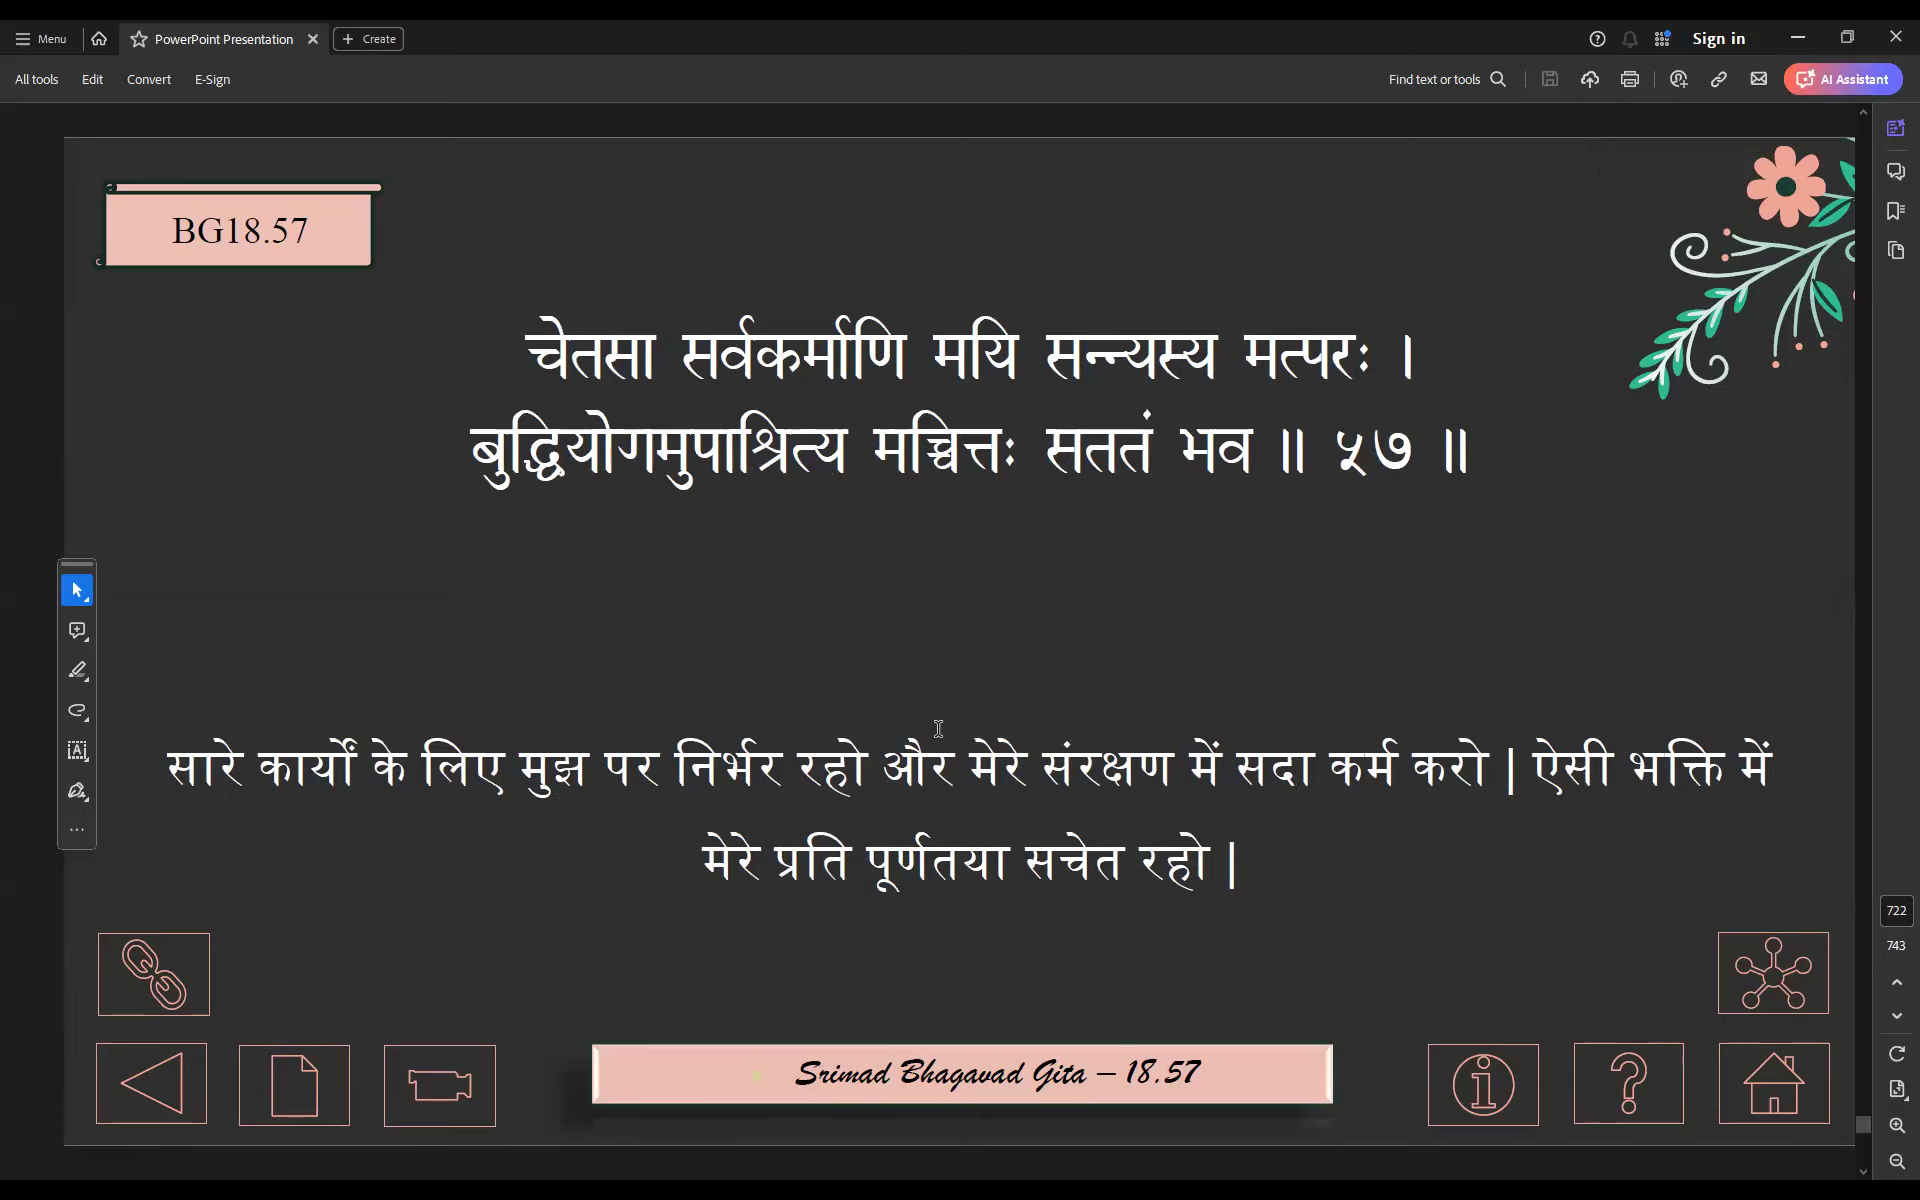 Menu
PowerPoint Presentation
Create
Sign in
All tools
Edit
Convert
E-Sign
Find text or tools
AI Assistant
BG18.57
चेतसा सर्वकर्माणि मयि सन्न्यस्य मत्परः ।
बुद्धियोगमुपाश्रित्य मच्चित्तः सततं भव ॥ ५७ ॥
सारे कार्यों के लिए मुझ पर निर्भर रहो और मेरे संरक्षण में सदा कर्म करो | ऐसी भक्ति में
मेरे प्रति पूर्णतया सचेत रहो |
722
743
Srimad Bhagavad Gita – 18.57